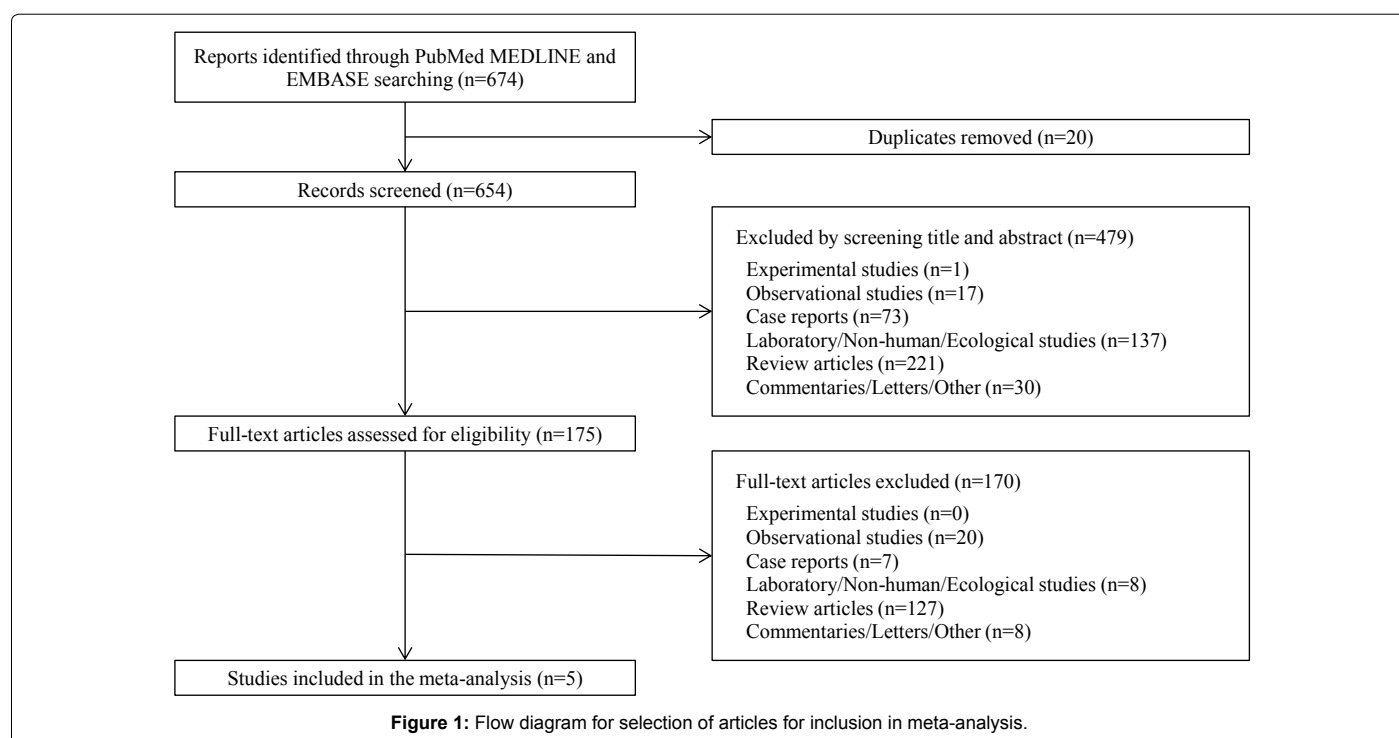 Reports identified through PubMed MEDLINE and
EMBASE searching (n=674)
Duplicates removed (n=20)
Records screened (n=654)
Excluded by screening title and abstract (n=479)
Experimental studies (n=1)
Observational studies (n=17)
Case reports (n=73)
Laboratory/Non-human/Ecological studies (n=137)
Review articles (n=221)
Commentaries/Letters/Other (n=30)
Full-text articles assessed for eligibility (n=175)
Full-text articles excluded (n=170)
Experimental studies (n=0)
Observational studies (n=20)
Case reports (n=7)
Laboratory/Non-human/Ecological studies (n=8)
Review articles (n=127)
Commentaries/Letters/Other (n=8)
Studies included in the meta-analysis (n=5)
Figure 1: Flow diagram for selection of articles for inclusion in meta-analysis.